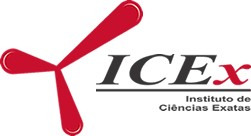 ICEx
Instituto de
Ciências Exatas